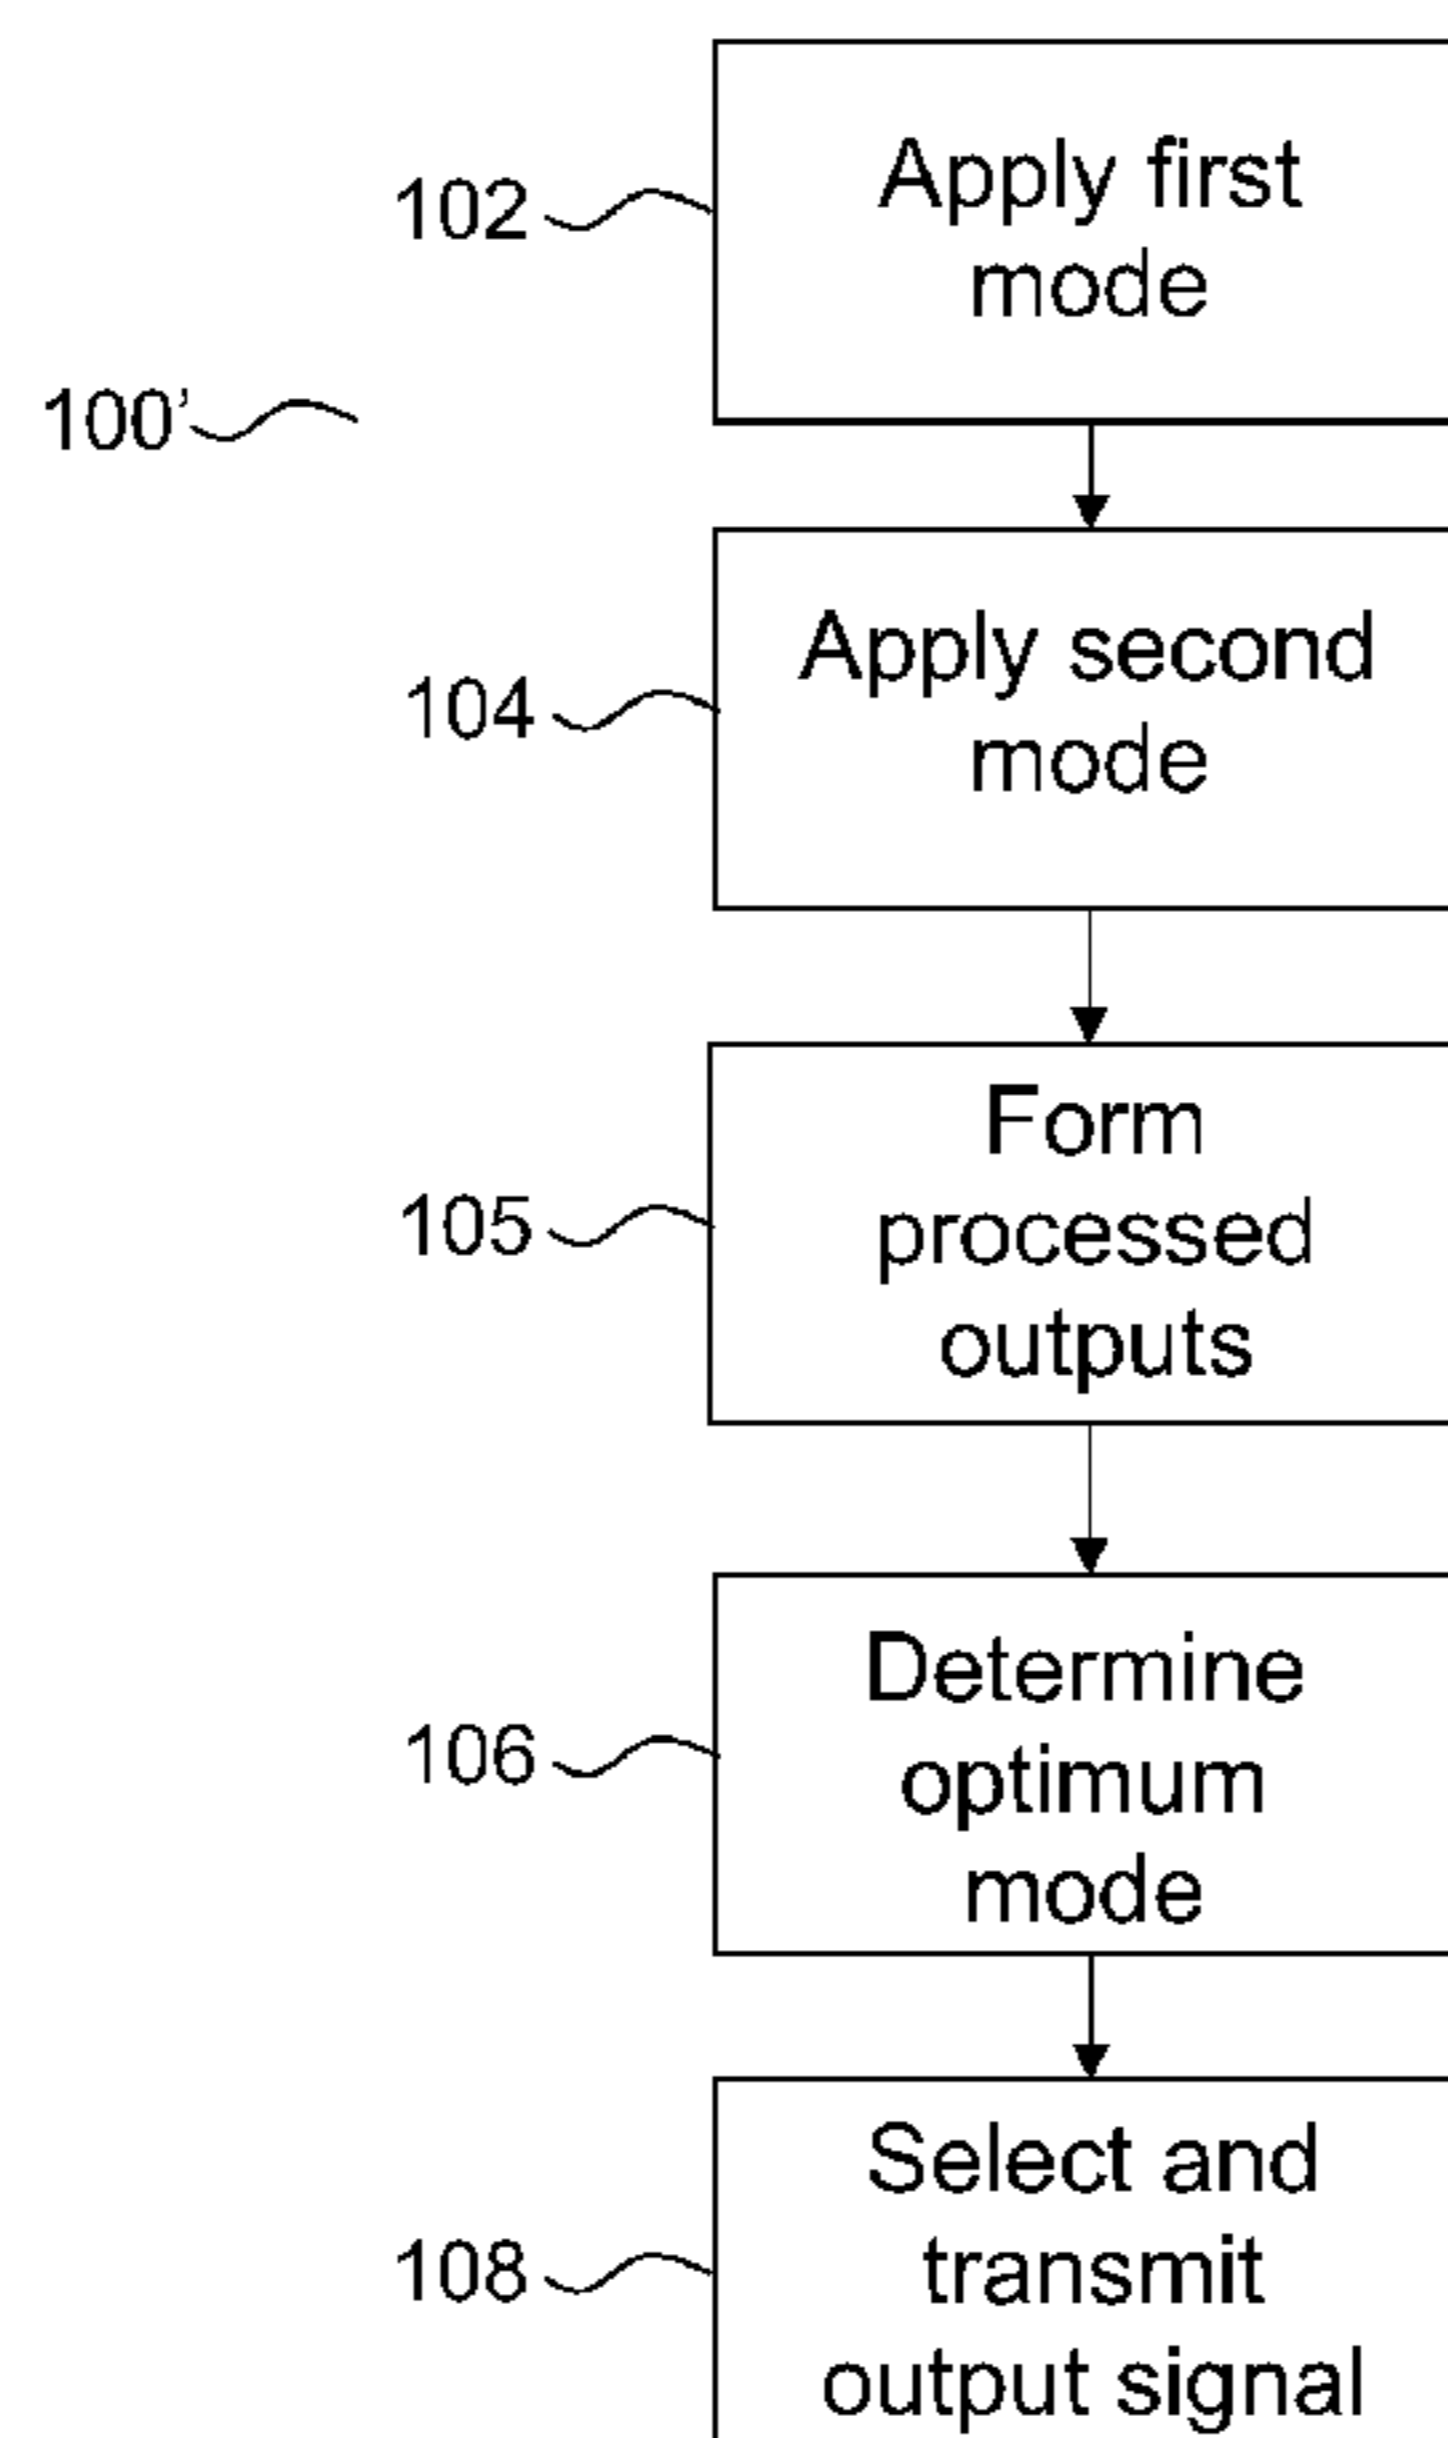 102
Apply first
mode
100'
104
Apply second
mode
105
Form
processed
outputs
106
Determine
optimum
mode
108
Select and
transmit
output signal